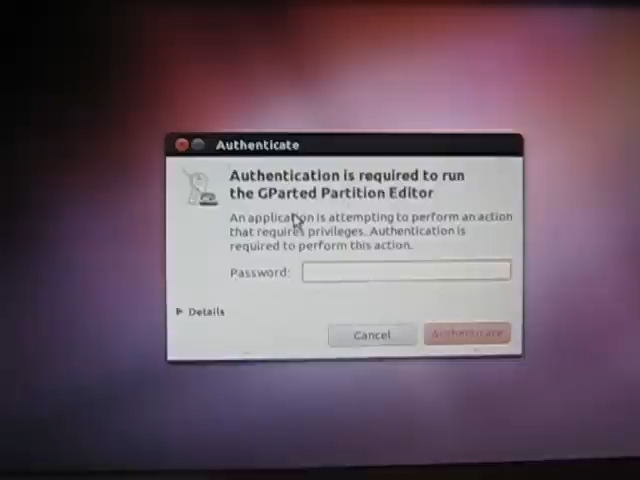 Authenticate
Authentication is required to run
the GParted Partition Editor
An application is attempting to perform an action
that requires privileges. Authentication is
required to perform this action.
Password:
Details
Cancel
Authenticate